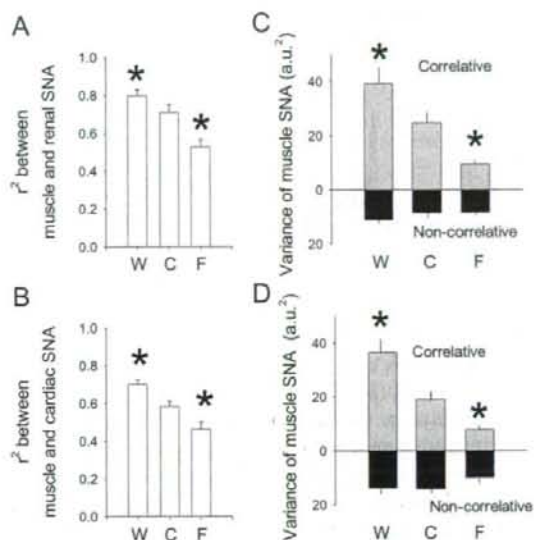 A
r² between
muscle and renal SNA
1.0
0.8
0.6
0.4
0.2
0.0
*
*
W C F
C
Variance of muscle SNA (a.u.²)
40
20
0
20
*
Correlative
*
Non-correlative
W C F
B
r² between
muscle and cardiac SNA
1.0
0.8
0.6
0.4
0.2
0.0
*
*
W C F
D
Variance of muscle SNA (a.u.²)
40
20
0
20
*
Correlative
*
Non-correlative
W C F